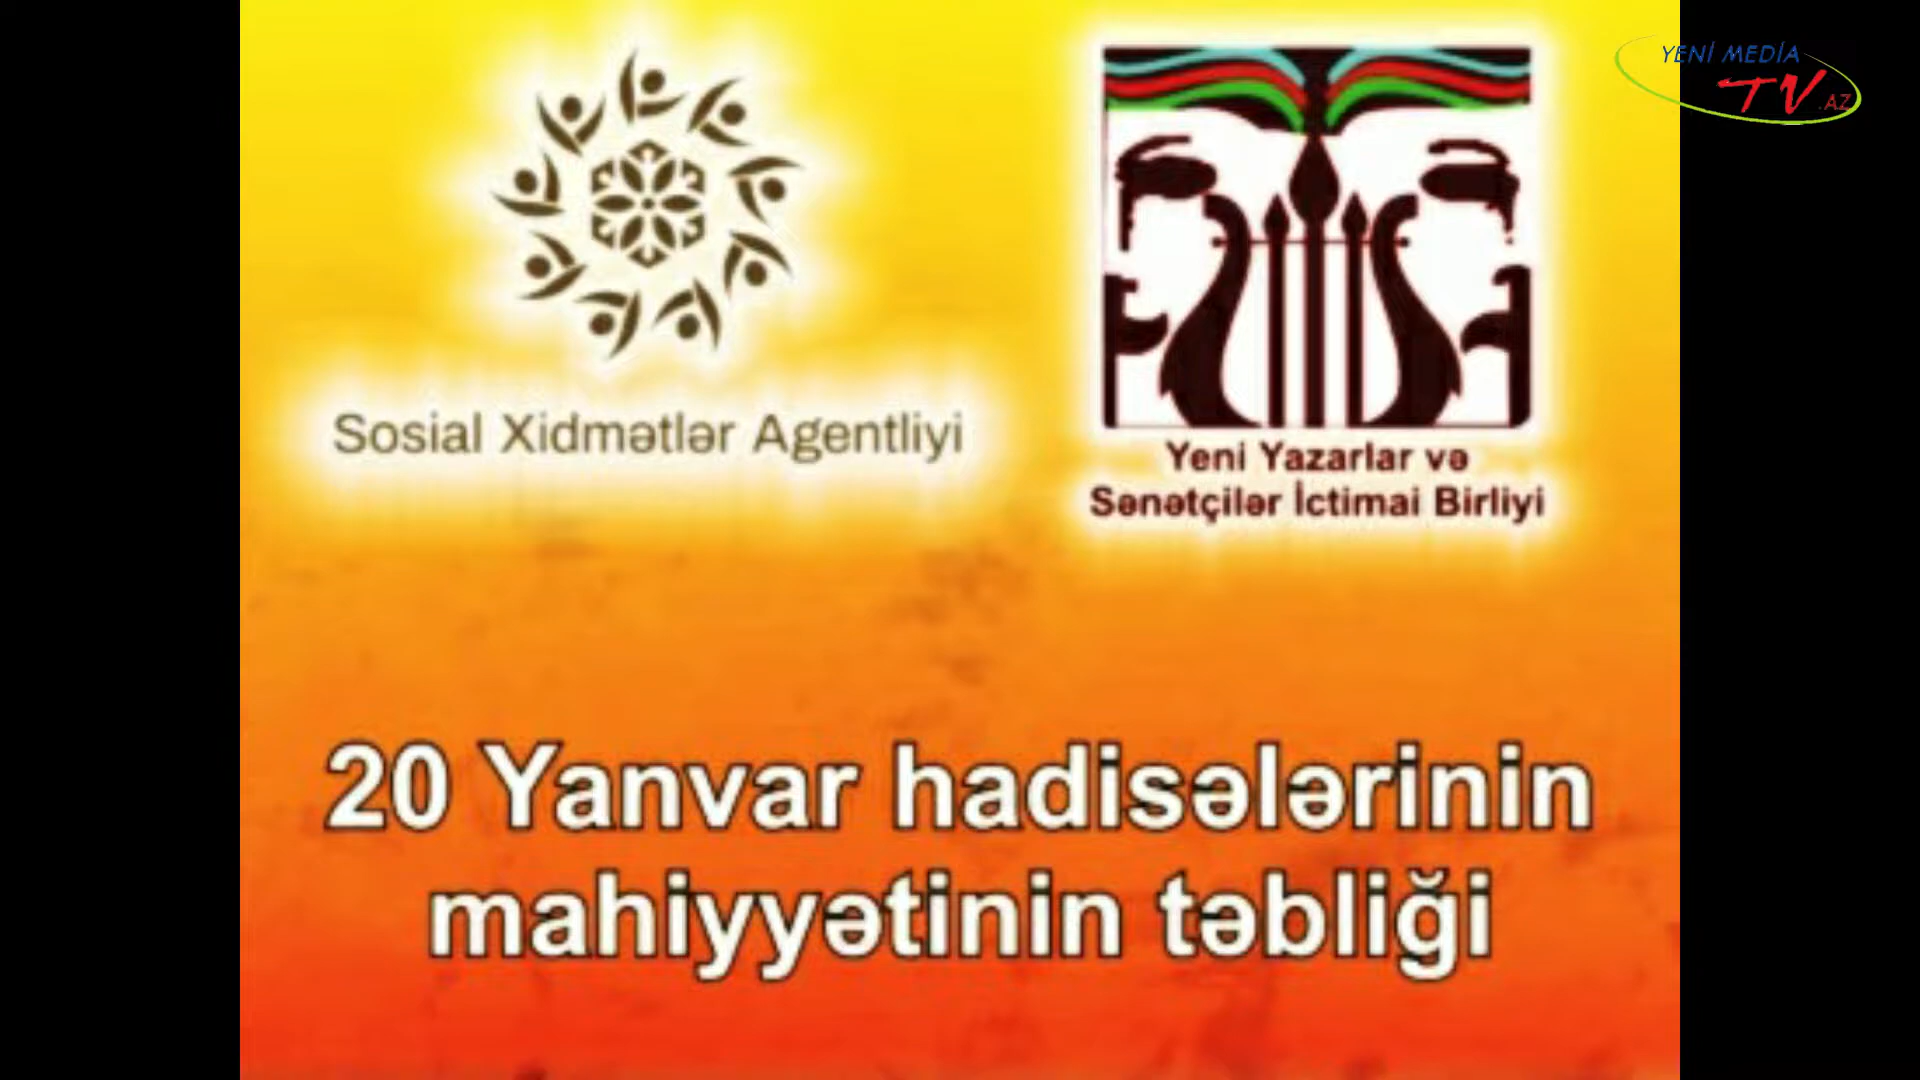 YENİ MEDİA
TV.AZ
Sosial Xidmətlər Agentliyi
Yeni Yazarlar və
Sənətçilər İctimai Birliyi
20 Yanvar hadisələrinin
mahiyyətinin təbliği